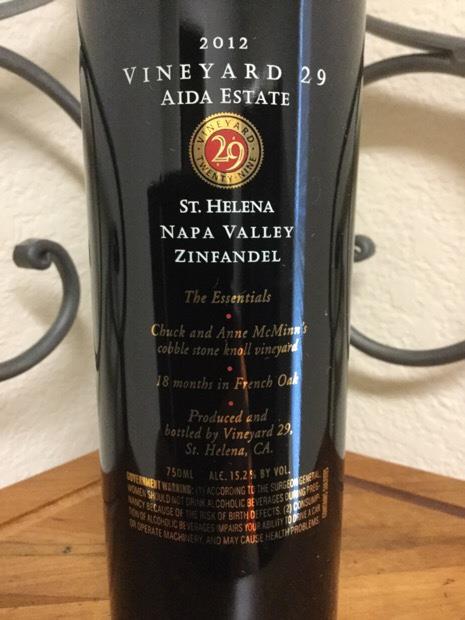 2012
VINEYARD 29
AIDA ESTATE
VINEYARD
29
TWENTY-NINE
ST. HELENA
NAPA VALLEY
ZINFANDEL
The Essentials
Chuck and Anne McMinn's
cobble stone knoll vineyard
18 months in French Oak
Produced and
bottled by Vineyard 29,
St. Helena, CA.
750ML ALC. 15.2% BY VOL.
GOVERNMENT WARNING: (1) ACCORDING TO THE SURGEON GENERAL,
WOMEN SHOULD NOT DRINK ALCOHOLIC BEVERAGES DURING PREG-
NANCY BECAUSE OF THE RISK OF BIRTH DEFECTS. (2) CONSUMP-
TION OF ALCOHOLIC BEVERAGES IMPAIRS YOUR ABILITY TO DRIVE A CAR
OR OPERATE MACHINERY, AND MAY CAUSE HEALTH PROBLEMS.
CONTAINS: SULFITES